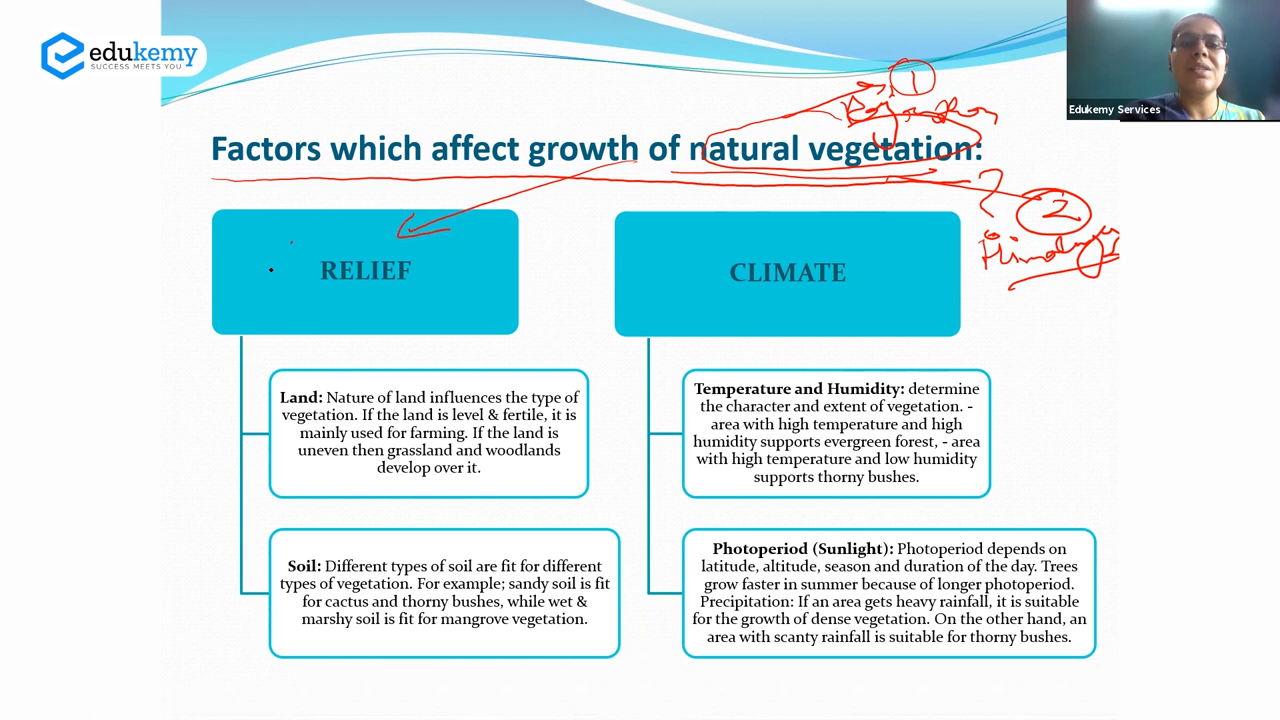 edukemy
SUCCESS MEETS YOU
Edukemy Services
1
Factors which affect growth of natural vegetation:
2
RELIEF
Land: Nature of land influences the type of
vegetation. If the land is level & fertile, it is
mainly used for farming. If the land is
uneven then grassland and woodlands
develop over it.
Soil: Different types of soil are fit for different
types of vegetation. For example; sandy soil is fit
for cactus and thorny bushes, while wet &
marshy soil is fit for mangrove vegetation.
CLIMATE
Temperature and Humidity: determine
the character and extent of vegetation. -
area with high temperature and high
humidity supports evergreen forest, - area
with high temperature and low humidity
supports thorny bushes.
Photoperiod (Sunlight): Photoperiod depends on
latitude, altitude, season and duration of the day. Trees
grow faster in summer because of longer photoperiod.
Precipitation: If an area gets heavy rainfall, it is suitable
for the growth of dense vegetation. On the other hand, an
area with scanty rainfall is suitable for thorny bushes.